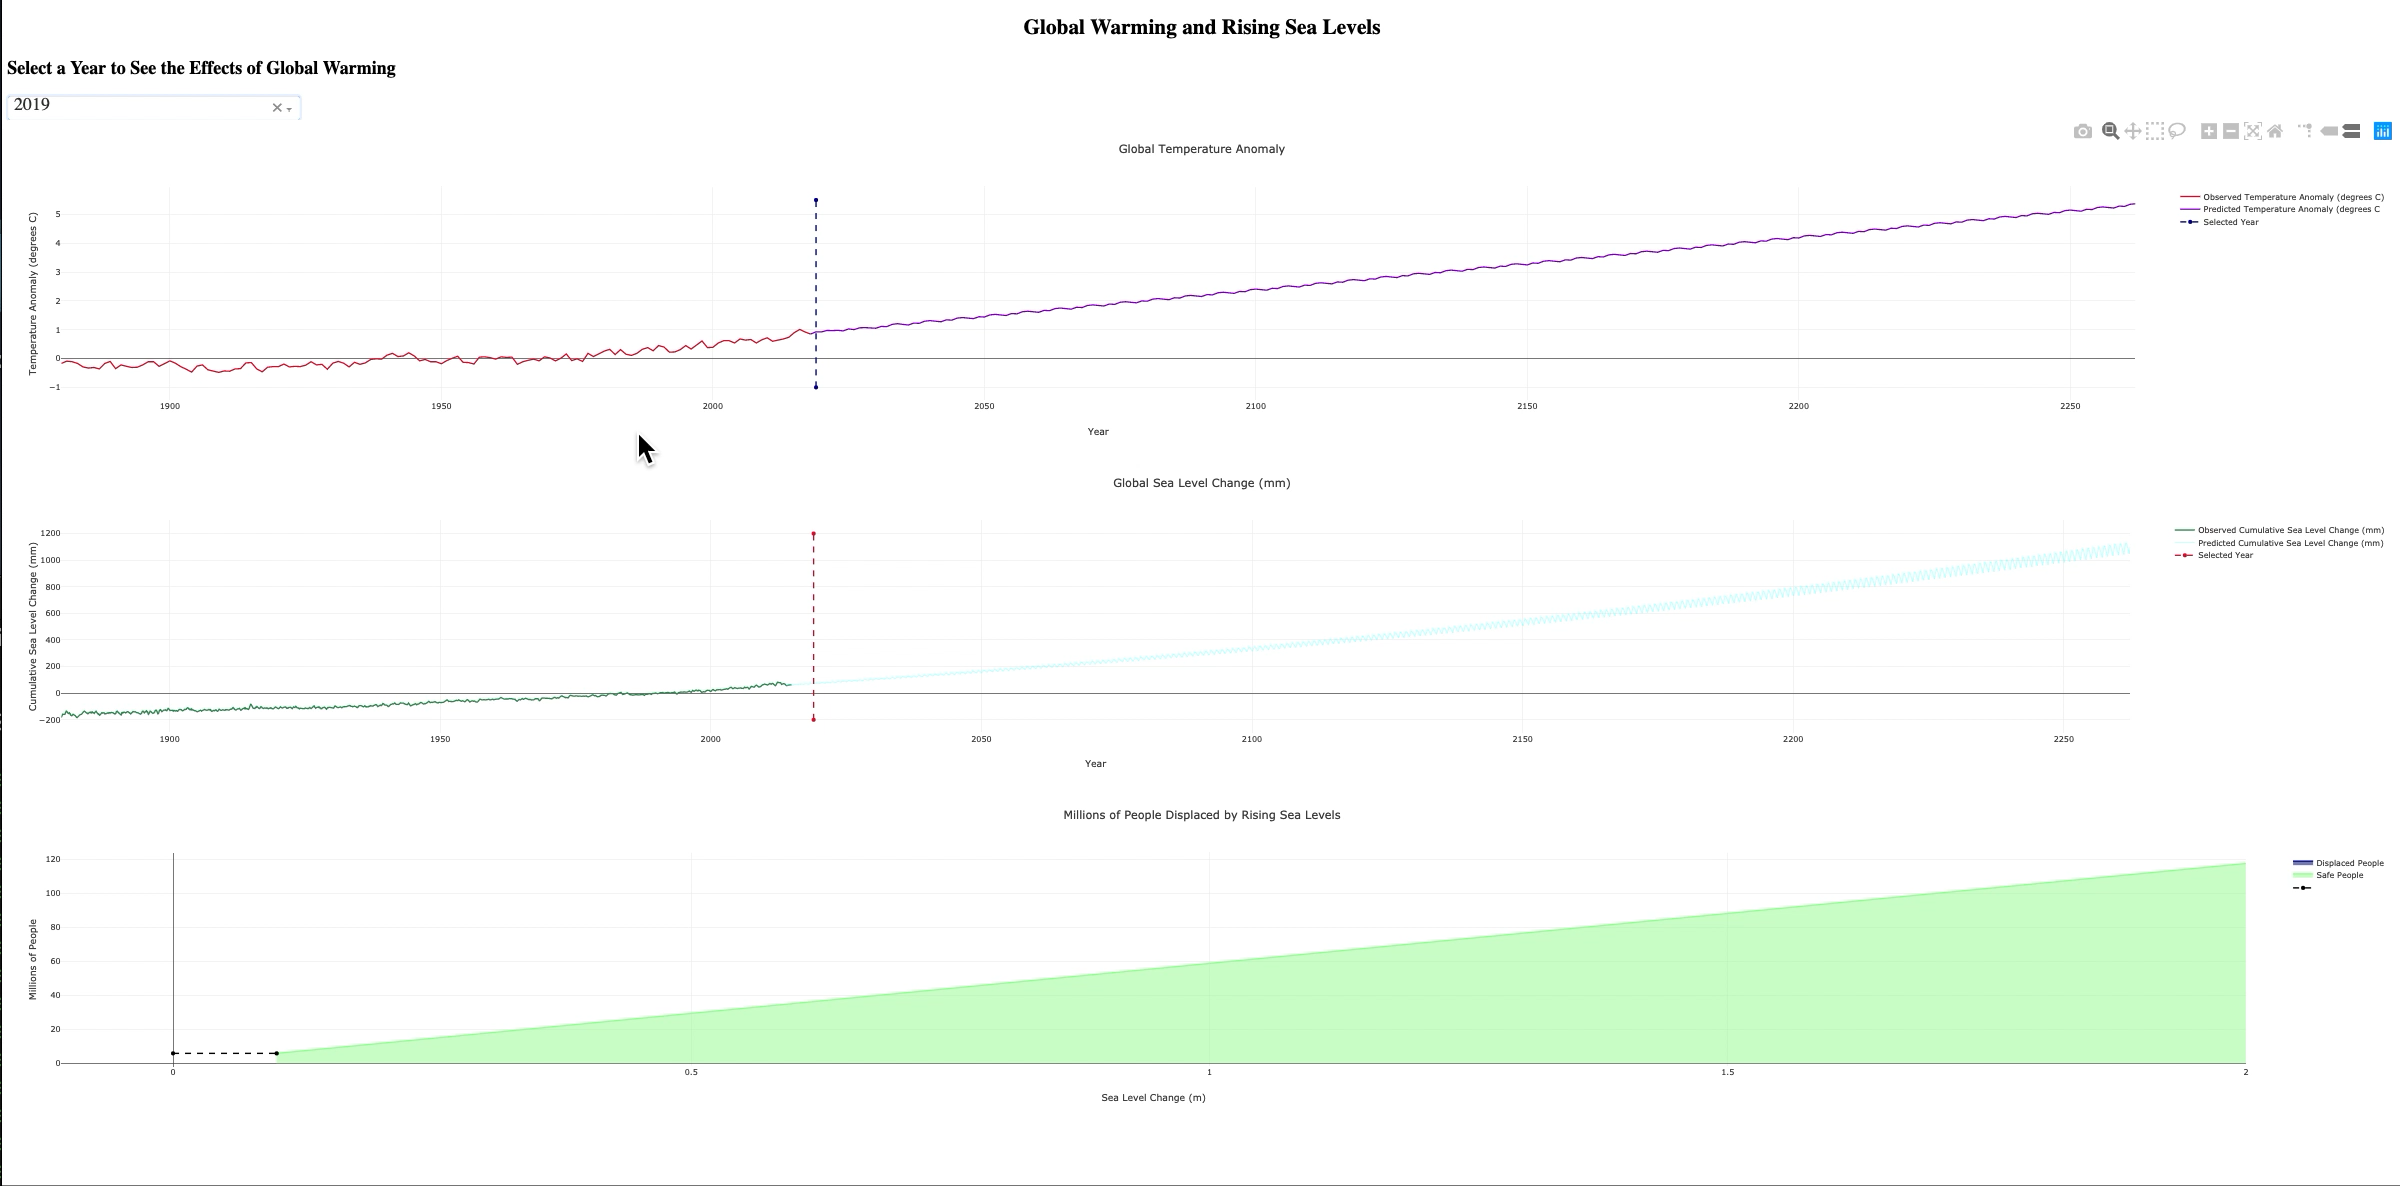 Global Warming and Rising Sea Levels
Select a Year to See the Effects of Global Warming
2019
Global Temperature Anomaly
Temperature Anomaly (degrees C)
5
4
3
2
1
0
−1
1900 1950 2000 2050 2100 2150 2200 2250
Year
Observed Temperature Anomaly (degrees C)
Predicted Temperature Anomaly (degrees C
Selected Year
Global Sea Level Change (mm)
Cumulative Sea Level Change (mm)
1200
1000
800
600
400
200
0
−200
1900 1950 2000 2050 2100 2150 2200 2250
Year
Observed Cumulative Sea Level Change (mm)
Predicted Cumulative Sea Level Change (mm)
Selected Year
Millions of People Displaced by Rising Sea Levels
Millions of People
120
100
80
60
40
20
0
0 0.5 1 1.5 2
Sea Level Change (m)
Displaced People
Safe People